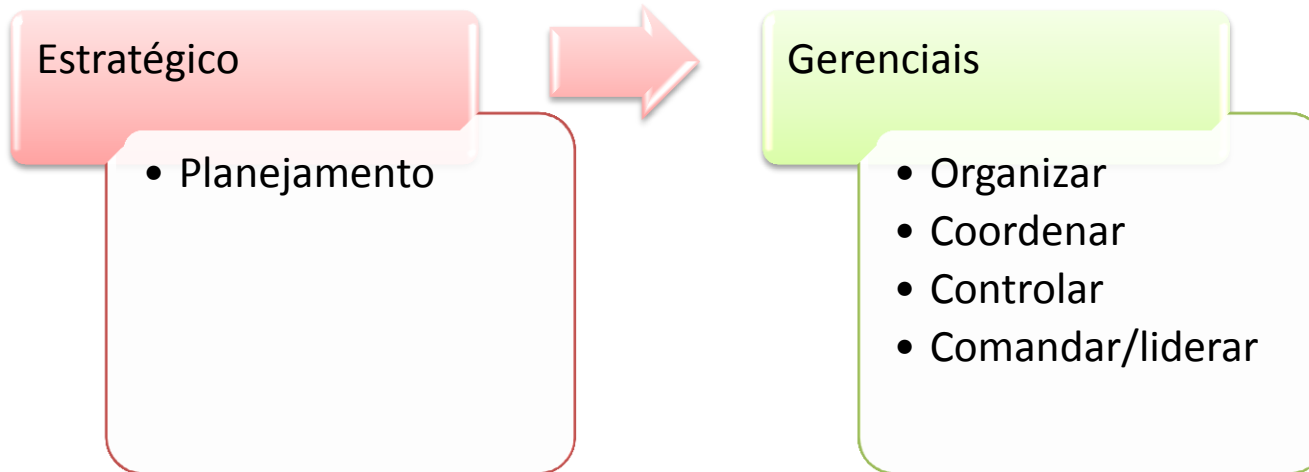 Estratégico
• Planejamento
Gerenciais
• Organizar
• Coordenar
• Controlar
• Comandar/liderar